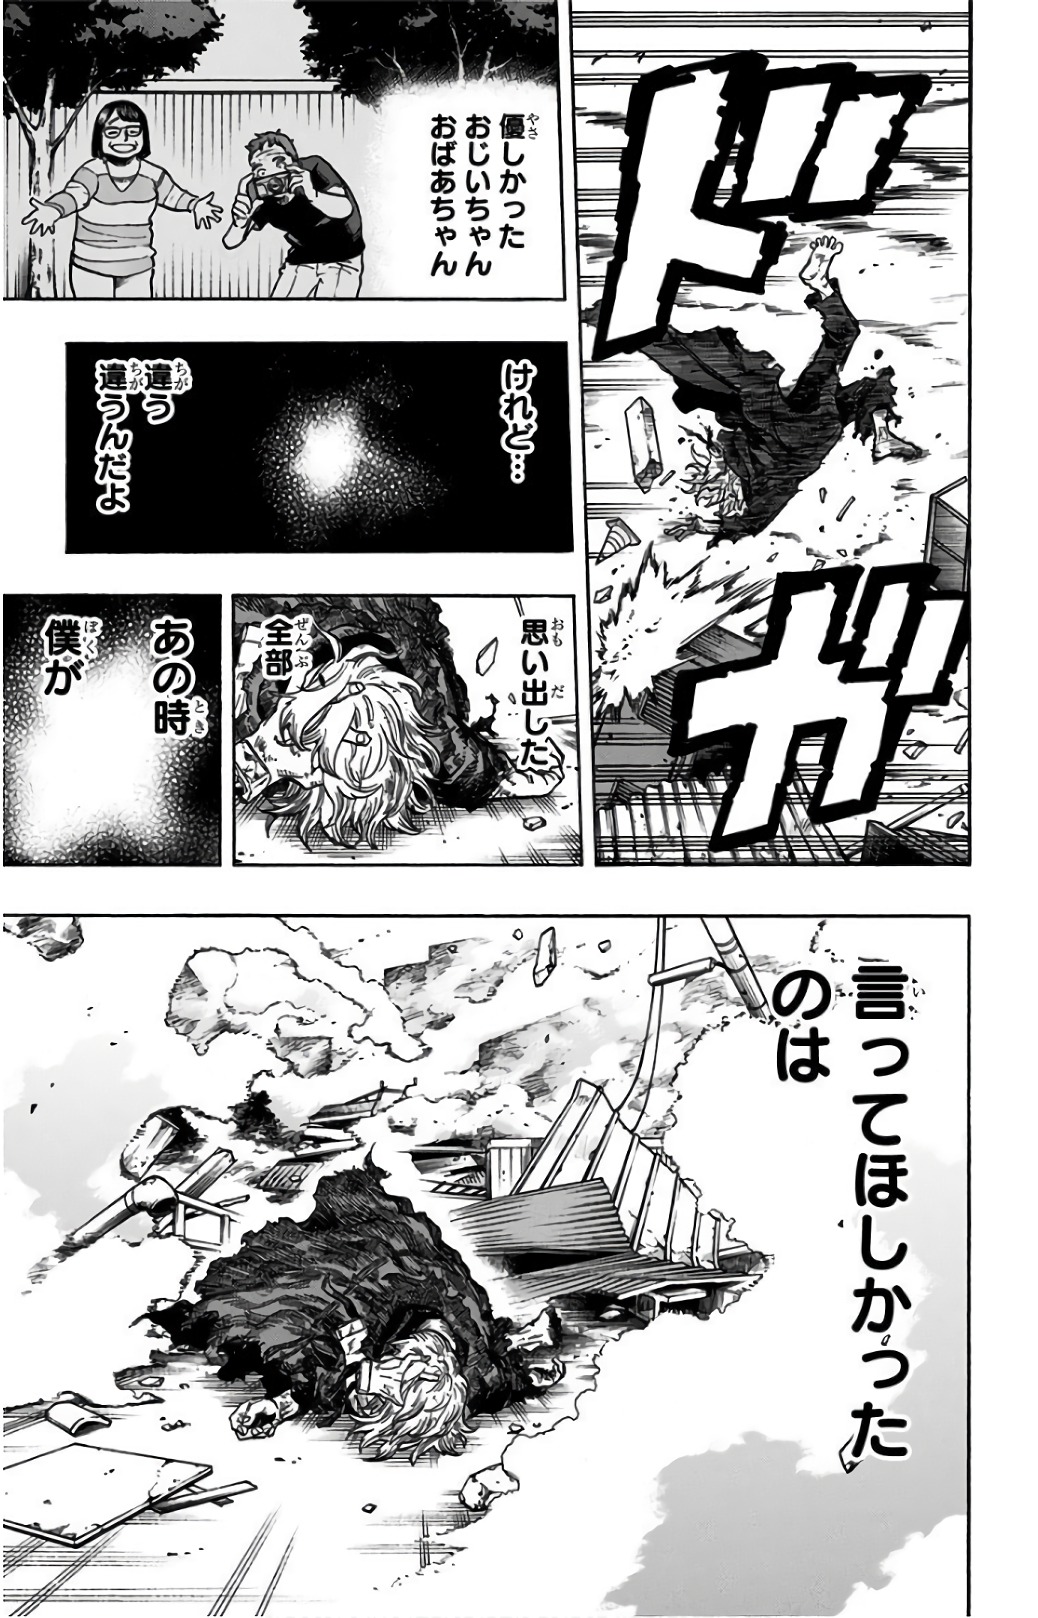 ドガ
優しかった
おじいちゃん
おばあちゃん
けれど…
違う
違うんだよ
思い出した
全部
あの時
僕が
言ってほしかった
のは